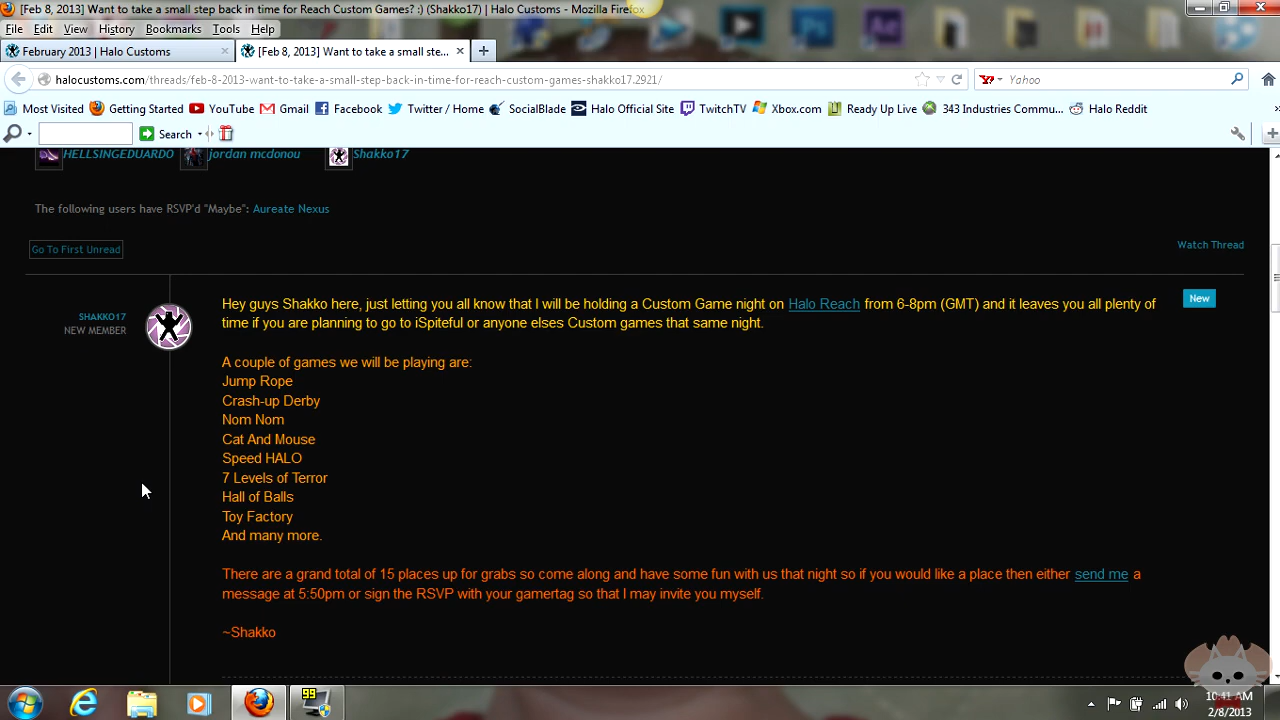 [Feb 8, 2013] Want to take a small step back in time for Reach Custom Games? :) (Shakko17) | Halo Customs - Mozilla Firefox
File Edit View History Bookmarks Tools Help
February 2013 | Halo Customs
[Feb 8, 2013] Want to take a small ste...
halocustoms.com/threads/feb-8-2013-want-to-take-a-small-step-back-in-time-for-reach-custom-games-shakko17.2921/
Yahoo
Most Visited Getting Started YouTube Gmail Facebook Twitter / Home SocialBlade Halo Official Site TwitchTV Xbox.com Ready Up Live 343 Industries Commu... Halo Reddit
Search
HELLSINGEDUARDO jordan mcdonou Shakko17
The following users have RSVP'd "Maybe": Aureate Nexus
Go To First Unread
Watch Thread
SHAKKO17
NEW MEMBER
New
Hey guys Shakko here, just letting you all know that I will be holding a Custom Game night on Halo Reach from 6-8pm (GMT) and it leaves you all plenty of
time if you are planning to go to iSpiteful or anyone elses Custom games that same night.
A couple of games we will be playing are:
Jump Rope
Crash-up Derby
Nom Nom
Cat And Mouse
Speed HALO
7 Levels of Terror
Hall of Balls
Toy Factory
And many more.
There are a grand total of 15 places up for grabs so come along and have some fun with us that night so if you would like a place then either send me a
message at 5:50pm or sign the RSVP with your gamertag so that I may invite you myself.
~Shakko
99
10:41 AM
2/8/2013